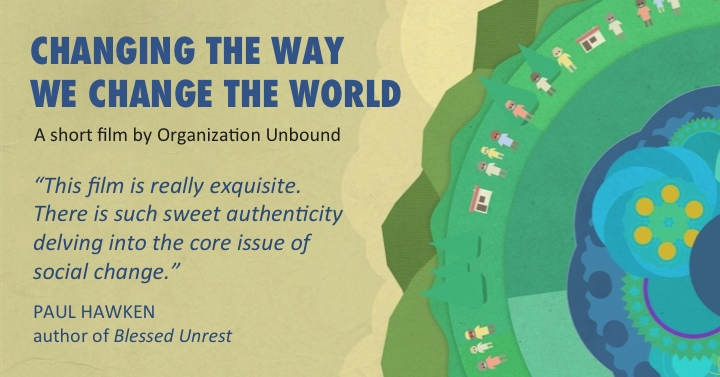 CHANGING THE WAY
WE CHANGE THE WORLD
A short film by Organization Unbound
“This film is really exquisite.
There is such sweet authenticity
delving into the core issue of
social change.”
PAUL HAWKEN
author of Blessed Unrest